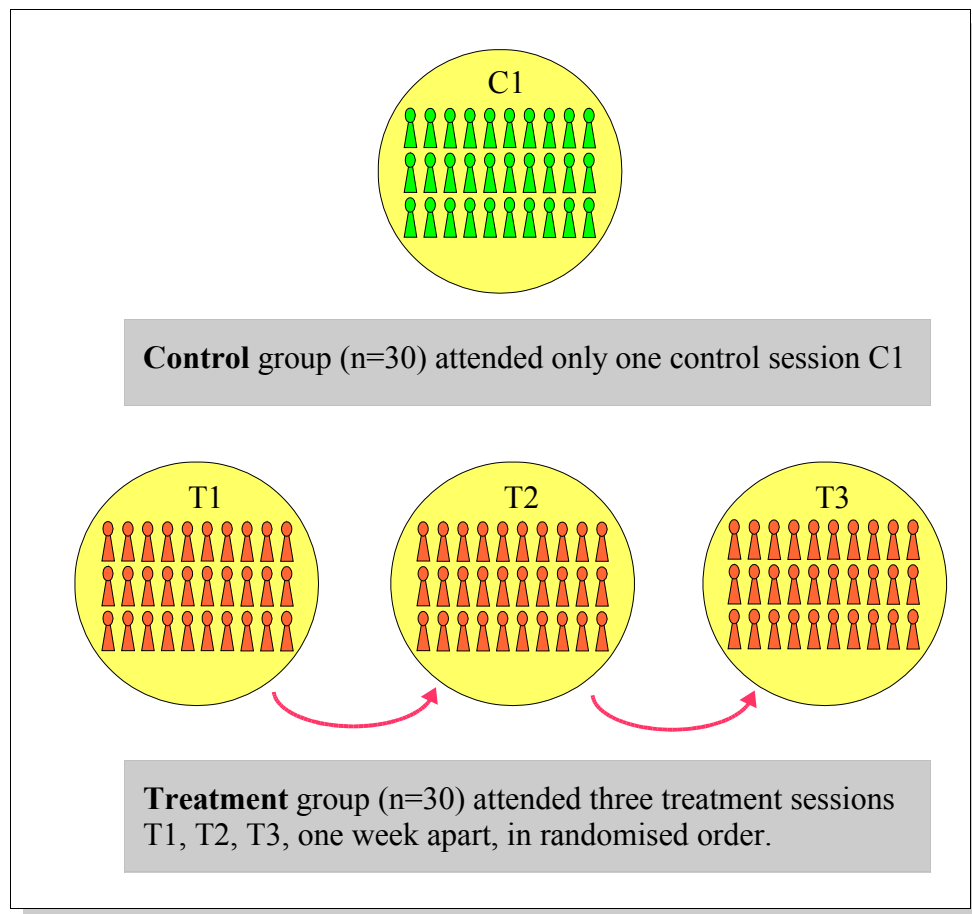 C1
Control group (n=30) attended only one control session C1
T1 T2 T3
Treatment group (n=30) attended three treatment sessions
T1, T2, T3, one week apart, in randomised order.